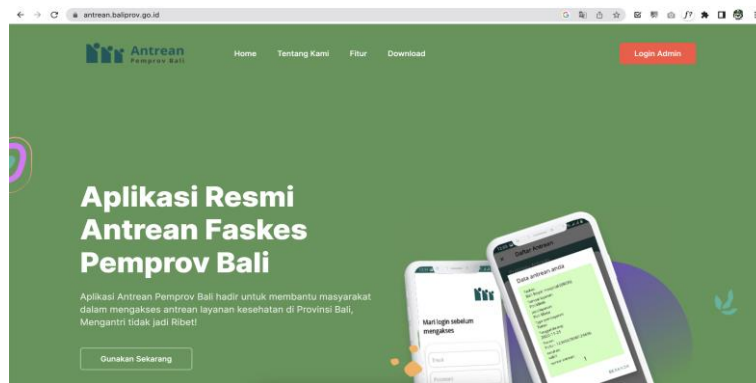 antrean.baliprov.go.id
Antrean
Pemprov Bali
Home Tentang Kami Fitur Download
Login Admin
Aplikasi Resmi
Antrean Faskes
Pemprov Bali
Aplikasi Antrean Pemprov Bali hadir untuk membantu masyarakat
dalam mengakses antrean layanan kesehatan di Provinsi Bali,
Mengantri tidak jadi Ribet!
Gunakan Sekarang
Mari login sebelum
mengakses
Email
Password
Daftar Antrean
Data antrean anda